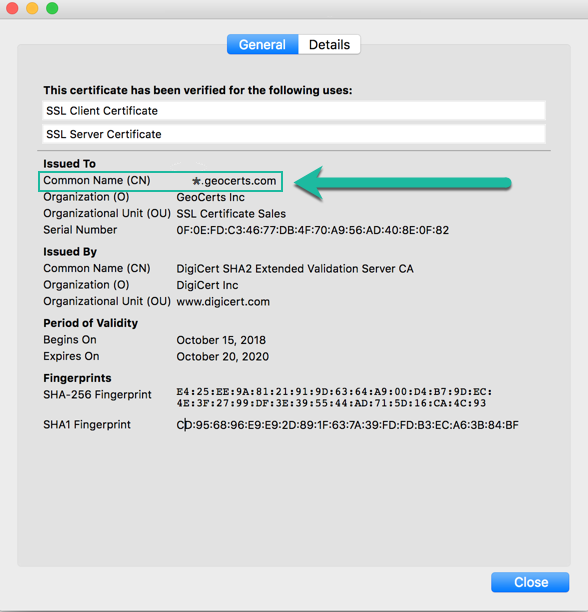 General Details
This certificate has been verified for the following uses:
SSL Client Certificate
SSL Server Certificate
Issued To
Common Name (CN) *.geocerts.com
Organization (O) GeoCerts Inc
Organizational Unit (OU) SSL Certificate Sales
Serial Number 0F:0E:FD:C3:46:77:DB:4F:70:A9:56:AD:40:8E:0F:82
Issued By
Common Name (CN) DigiCert SHA2 Extended Validation Server CA
Organization (O) DigiCert Inc
Organizational Unit (OU) www.digicert.com
Period of Validity
Begins On October 15, 2018
Expires On October 20, 2020
Fingerprints
SHA-256 Fingerprint E4:25:EE:9A:81:21:91:9D:63:64:A9:00:D4:B7:9D:EC:
4E:3F:27:99:DF:3E:39:55:44:AD:71:5D:16:CA:4C:93
SHA1 Fingerprint CD:95:68:96:E9:E9:2D:89:1F:63:7A:39:FD:FD:B3:EC:A6:3B:84:BF
Close